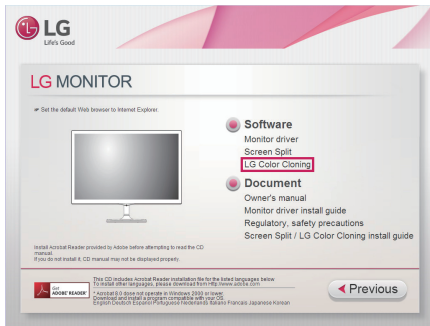 LG
Life's Good
LG MONITOR
☞ Set the default Web browser to Internet Explorer.
Software
Monitor driver
Screen Split
LG Color Cloning
Document
Owner's manual
Monitor driver install guide
Regulatory, safety precautions
Screen Split / LG Color Cloning install guide
Install Acrobat Reader provided by Adobe before attempting to read the CD
manual.
If you do not install it, CD manual may not be displayed properly.
Get
ADOBE® READER®
This CD includes Acrobat Reader installation file for the listed languages below
To install other languages, please download from Http://www.adobe.com
* Acrobat 8.0 dose not operate in Windows 2000 or lower.
Download and install a program compatible with your OS.
English Deutsch Espanol Portuguese Nederlands Italiano Francais Japanese Korean
Previous